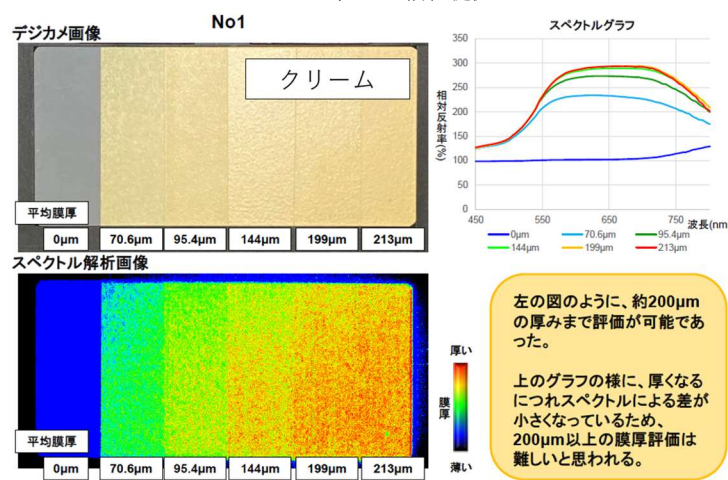 No1
デジカメ画像
クリーム
平均膜厚
0μm 70.6μm 95.4μm 144μm 199μm 213μm
スペクトル解析画像
平均膜厚
0μm 70.6μm 95.4μm 144μm 199μm 213μm
厚い
膜厚
薄い
スペクトルグラフ
相対反射率(%)
350
300
250
200
150
100
50
0
450 550 650 750 波長(nm
0μm 70.6μm 95.4μm
144μm 199μm 213μm
左の図のように、約200μm
の厚みまで評価が可能であ
った。
上のグラフの様に、厚くなる
につれスペクトルによる差が
小さくなっているため、
200μm以上の膜厚評価は
難しいと思われる。